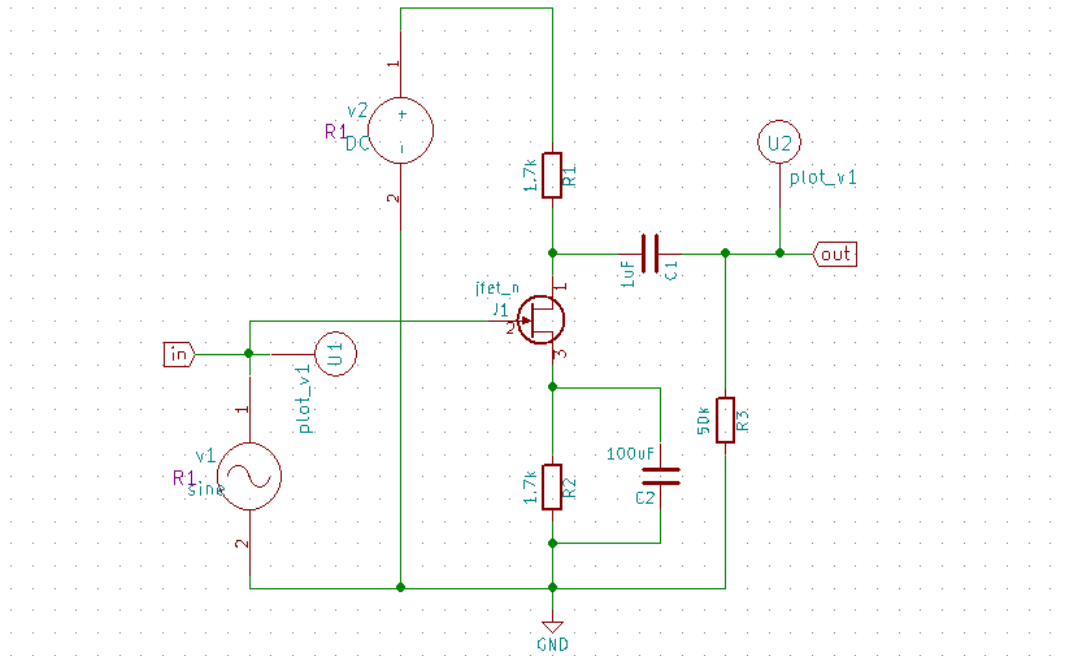 1
v2
+
R1
DC
-
2
1.7k
R1
U2
plot_v1
1uF
C1
out
jfet_n
J1
1
2
3
in
U1
plot_v1
1
v1
R1
sine
2
1.7k
R2
100uF
C2
50k
R3
GND